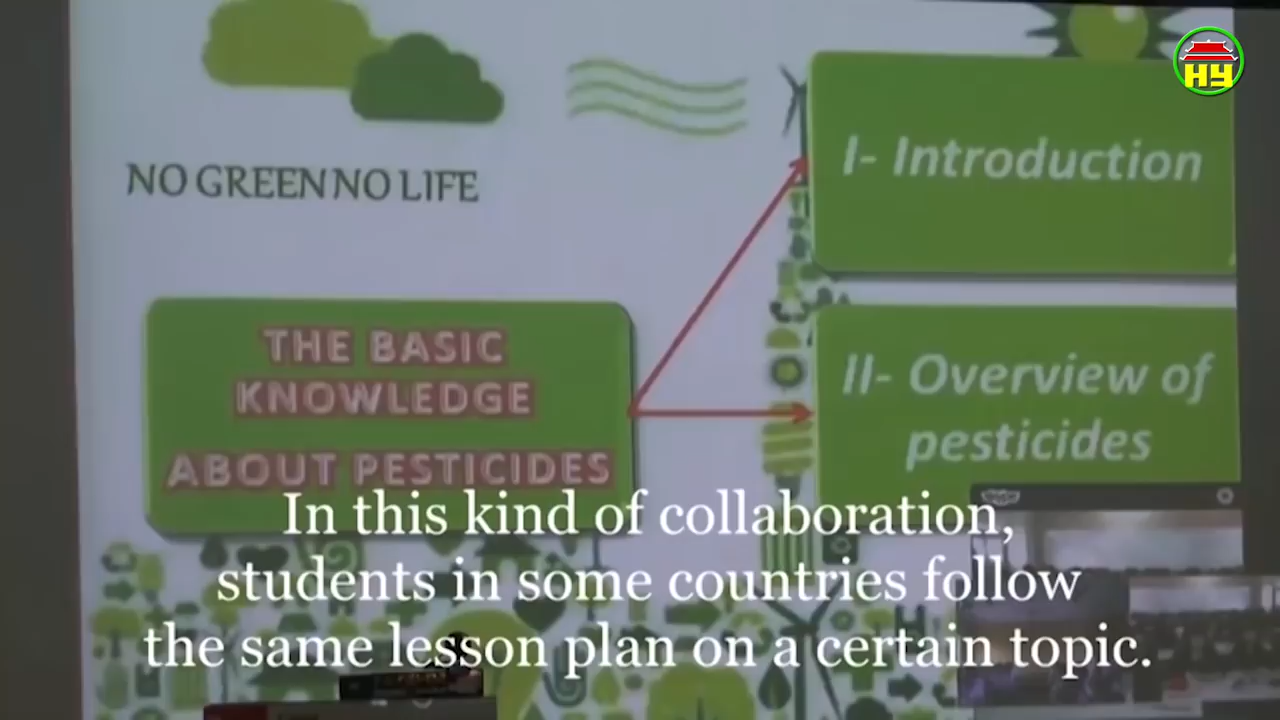 HY
NO GREEN NO LIFE
I- Introduction
THE BASIC
KNOWLEDGE
ABOUT PESTICIDES
II- Overview of
pesticides
In this kind of collaboration,
students in some countries follow
the same lesson plan on a certain topic.